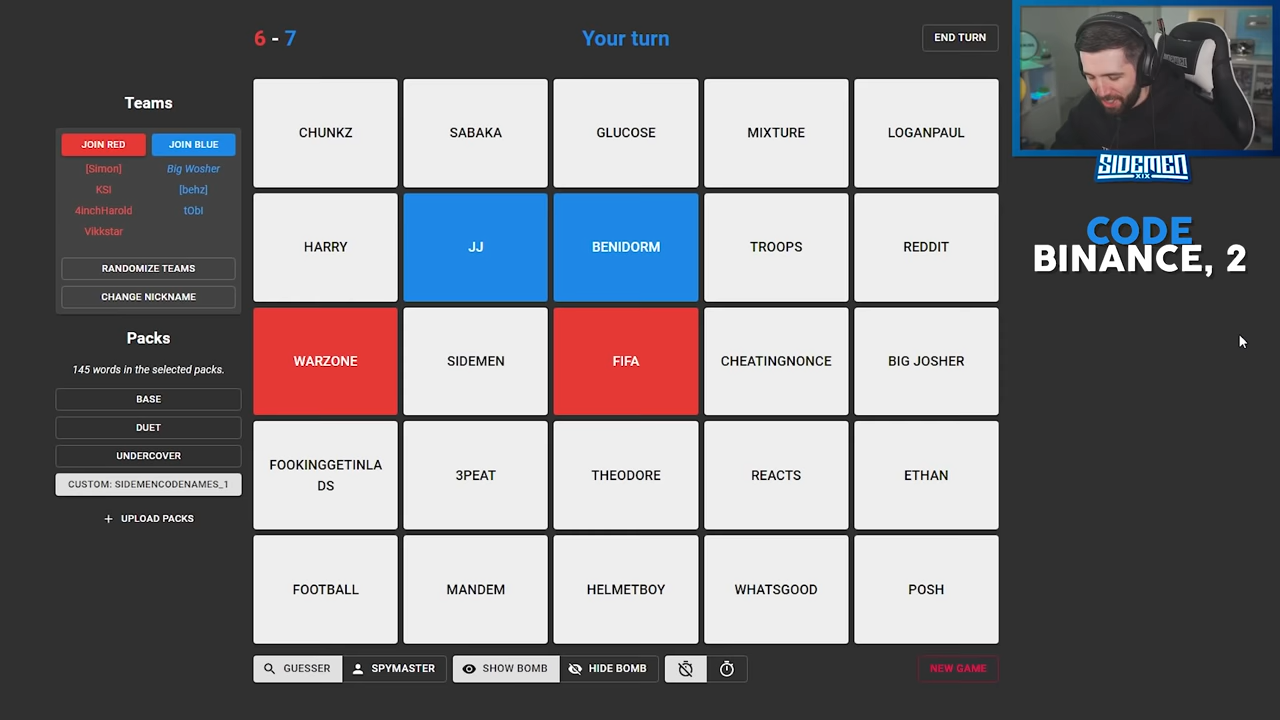 6 - 7
Your turn
END TURN
Teams
JOIN RED
JOIN BLUE
[Simon]
Big Wosher
KSI
[behz]
4inchHarold
tObI
Vikkstar
RANDOMIZE TEAMS
CHANGE NICKNAME
Packs
145 words in the selected packs.
BASE
DUET
UNDERCOVER
CUSTOM: SIDEMENCODENAMES_1
+ UPLOAD PACKS
CHUNKZ
SABAKA
GLUCOSE
MIXTURE
LOGANPAUL
HARRY
JJ
BENIDORM
TROOPS
REDDIT
WARZONE
SIDEMEN
FIFA
CHEATINGNONCE
BIG JOSHER
FOOKINGGETINLA
DS
3PEAT
THEODORE
REACTS
ETHAN
FOOTBALL
MANDEM
HELMETBOY
WHATSGOOD
POSH
GUESSER
SPYMASTER
SHOW BOMB
HIDE BOMB
NEW GAME
SIDEMEN
XIX
CODE
BINANCE, 2